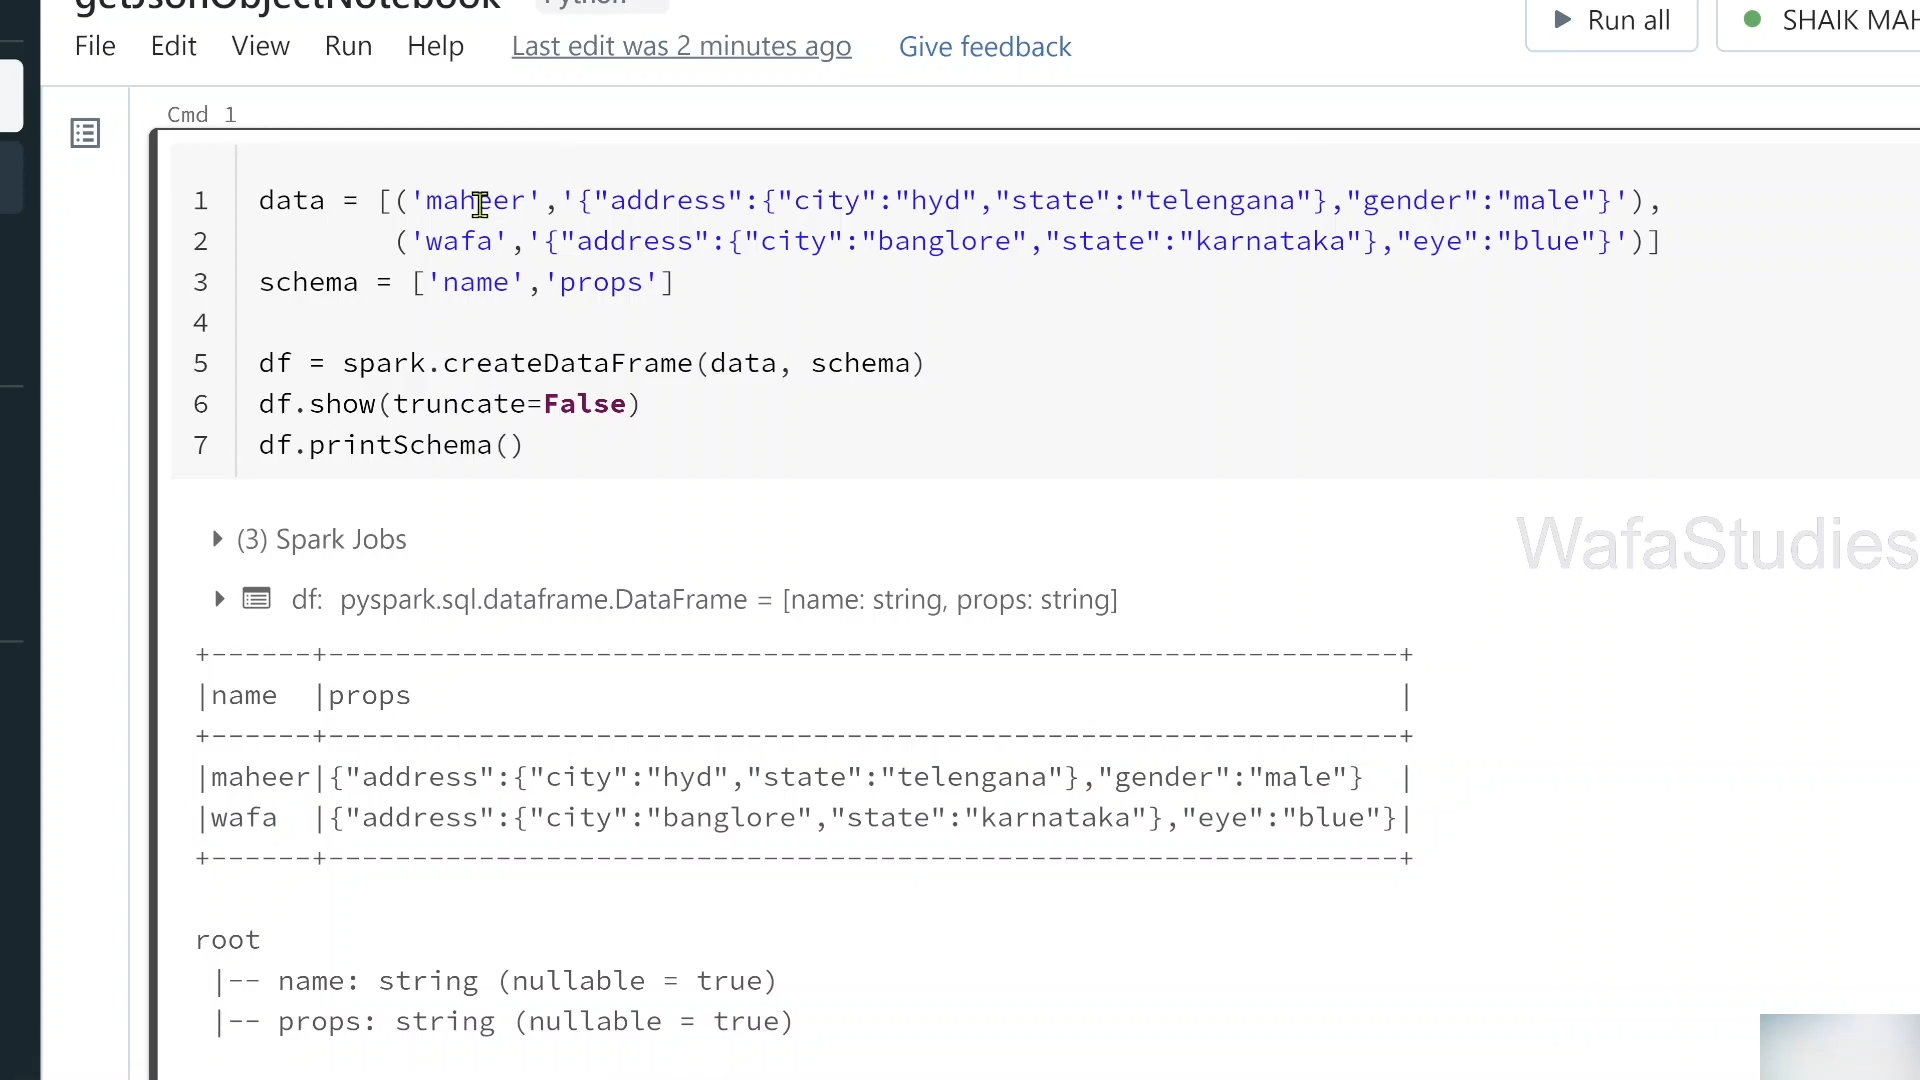 getJsonObjectNotebook Python
Run all SHAIK MAH
File Edit View Run Help Last edit was 2 minutes ago Give feedback
Cmd 1
1 data = [('maheer','{"address":{"city":"hyd","state":"telengana"},"gender":"male"}'),
2 ('wafa','{"address":{"city":"banglore","state":"karnataka"},"eye":"blue"}')]
3 schema = ['name','props']
4
5 df = spark.createDataFrame(data, schema)
6 df.show(truncate=False)
7 df.printSchema()
(3) Spark Jobs
WafaStudies
df: pyspark.sql.dataframe.DataFrame = [name: string, props: string]
+------+----------------------------------------------------------------+
|name  |props                                                           |
+------+----------------------------------------------------------------+
|maheer|{"address":{"city":"hyd","state":"telengana"},"gender":"male"}  |
|wafa  |{"address":{"city":"banglore","state":"karnataka"},"eye":"blue"}|
+------+----------------------------------------------------------------+
root
|-- name: string (nullable = true)
|-- props: string (nullable = true)